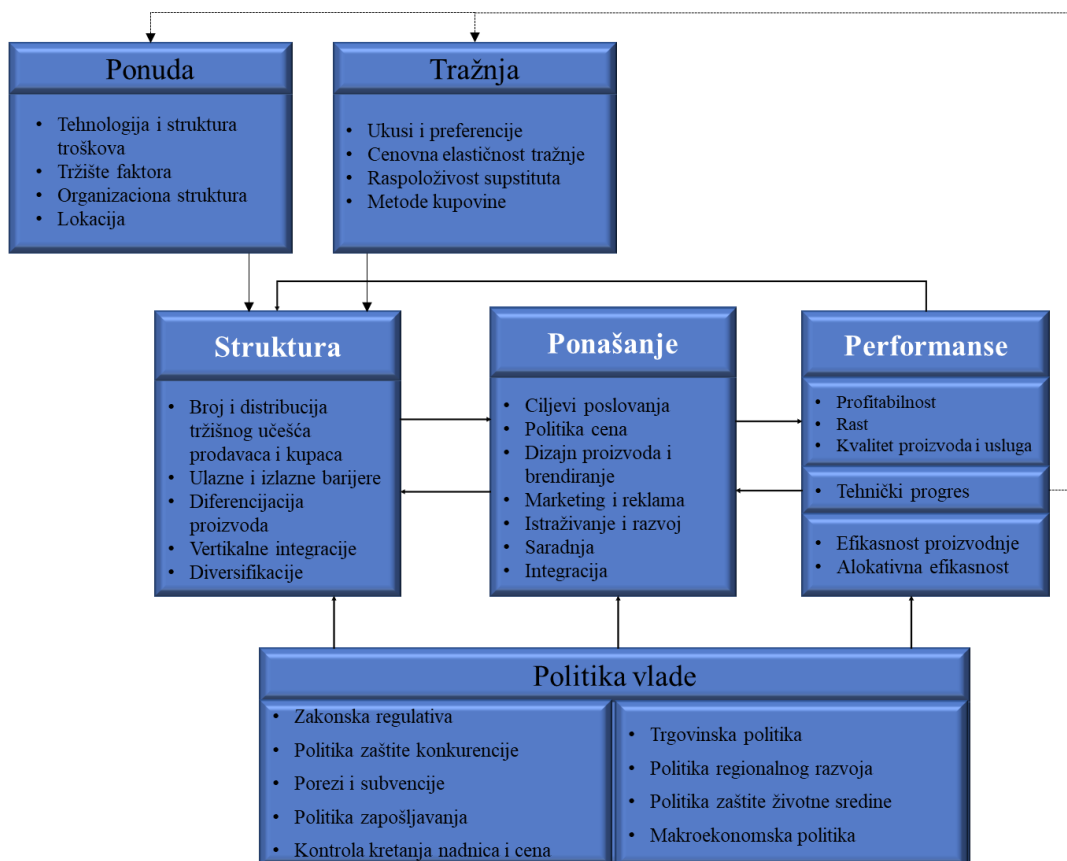 Ponuda
• Tehnologija i struktura
troškova
• Tržište faktora
• Organizaciona struktura
• Lokacija
Tražnja
• Ukusi i preferencije
• Cenovna elastičnost tražnje
• Raspoloživost supstituta
• Metode kupovine
Struktura
• Broj i distribucija
tržišnog učešća
prodavaca i kupaca
• Ulazne i izlazne barijere
• Diferencijacija
proizvoda
• Vertikalne integracije
• Diversifikacije
Ponašanje
• Ciljevi poslovanja
• Politika cena
• Dizajn proizvoda i
brendiranje
• Marketing i reklama
• Istraživanje i razvoj
• Saradnja
• Integracija
Performanse
• Profitabilnost
• Rast
• Kvalitet proizvoda i usluga
• Tehnički progres
• Efikasnost proizvodnje
• Alokativna efikasnost
Politika vlade
• Zakonska regulativa
• Politika zaštite konkurencije
• Porezi i subvencije
• Politika zapošljavanja
• Kontrola kretanja nadnica i cena
• Trgovinska politika
• Politika regionalnog razvoja
• Politika zaštite životne sredine
• Makroekonomska politika